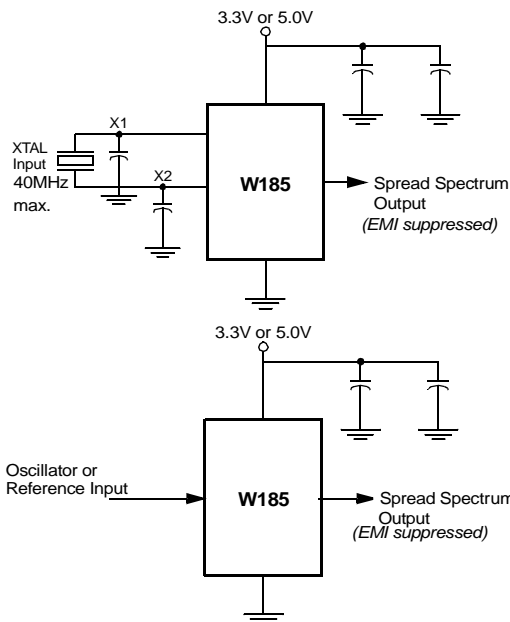 3.3V or 5.0V
X1
XTAL
Input
40MHz
max.
X2
W185
Spread Spectrum
Output
(EMI suppressed)
3.3V or 5.0V
Oscillator or
Reference Input
W185
Spread Spectrum
Output
(EMI suppressed)